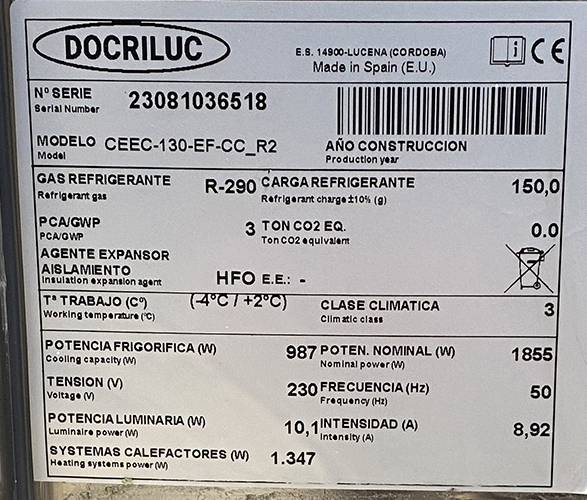 DOCRILUC
E.S. 14900-LUCENA (CORDOBA)
Made in Spain (E.U.)
i CE
Nº SERIE 23081036518
Serial Number
MODELO CEEC-130-EF-CC_R2 AÑO CONSTRUCCION
Model Production year
GAS REFRIGERANTE R-290 CARGA REFRIGERANTE 150,0
Refrigerant gas Refrigerant charge ±10% (g)
PCA/GWP 3 TON CO2 EQ. 0.0
PCA/GWP Ton CO2 equivalent
AGENTE EXPANSOR
AISLAMIENTO HFO E.E.: -
Insulation expansion agent
Tª TRABAJO (Cº) (-4°C / +2°C) CLASE CLIMATICA 3
Working temperature (°C) Climatic class
POTENCIA FRIGORIFICA (W) 987 POTEN. NOMINAL (W) 1855
Cooling capacity (W) Nominal power (W)
TENSION (V) 230 FRECUENCIA (Hz) 50
Voltage (V) Frequency (Hz)
POTENCIA LUMINARIA (W) 10,1 INTENSIDAD (A) 8,92
Luminaire power (W) Intensity (A)
SYSTEMAS CALEFACTORES (W) 1.347
Heating systems power (W)